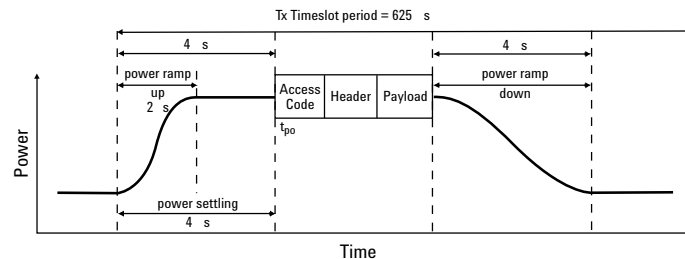 Tx Timeslot period = 625 s
4 s
4 s
power ramp
up
2 s
Access
Code
Header
Payload
power ramp
down
tpo
Power
power settling
4 s
Time